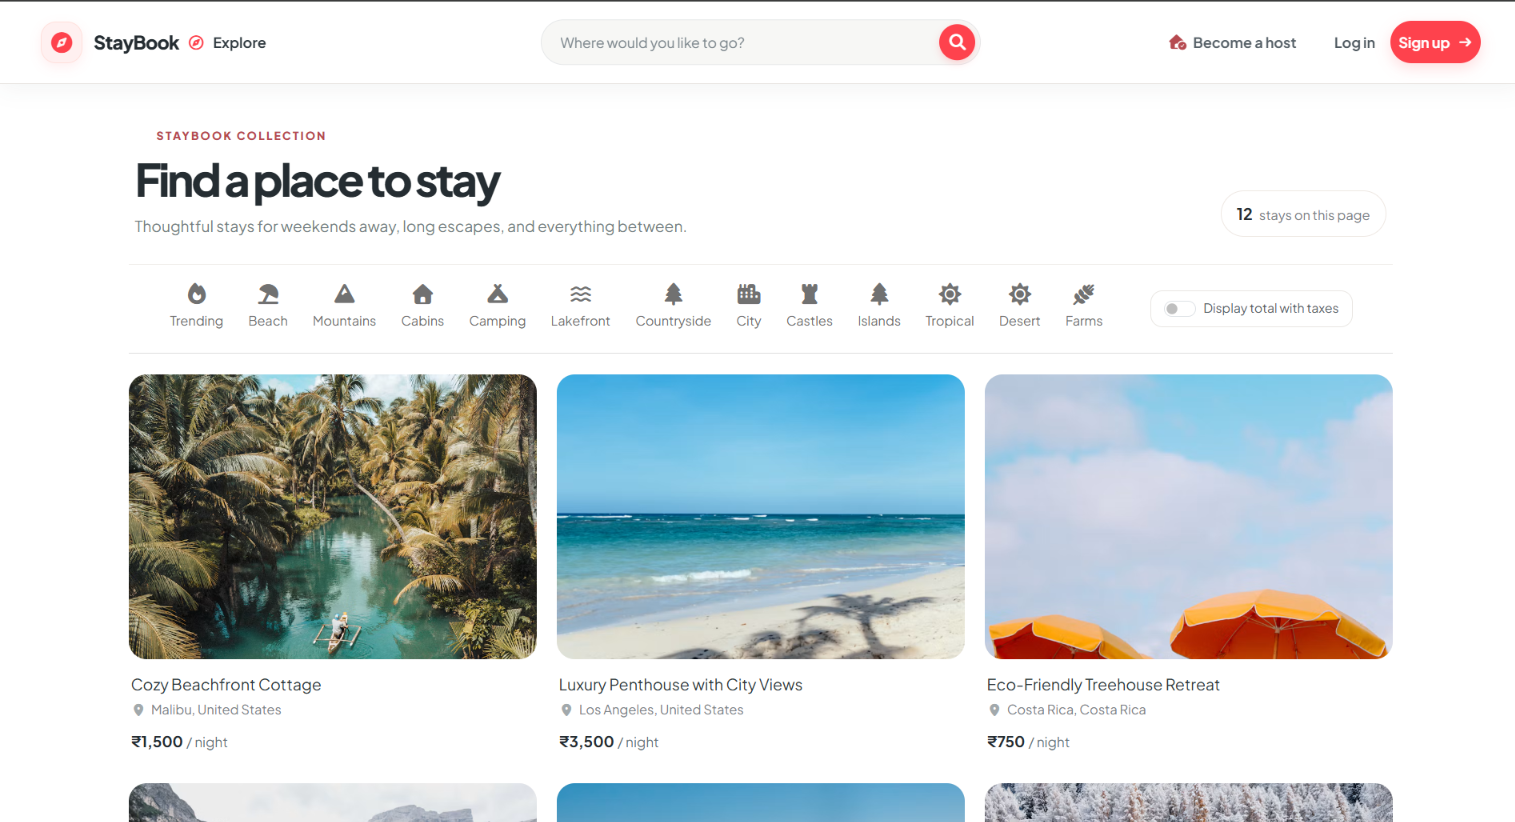 StayBook
Explore
Where would you like to go?
Become a host
Log in
Sign up
STAYBOOK COLLECTION
Find a place to stay
Thoughtful stays for weekends away, long escapes, and everything between.
12 stays on this page
Trending
Beach
Mountains
Cabins
Camping
Lakefront
Countryside
City
Castles
Islands
Tropical
Desert
Farms
Display total with taxes
Cozy Beachfront Cottage
Malibu, United States
₹1,500 / night
Luxury Penthouse with City Views
Los Angeles, United States
₹3,500 / night
Eco-Friendly Treehouse Retreat
Costa Rica, Costa Rica
₹750 / night